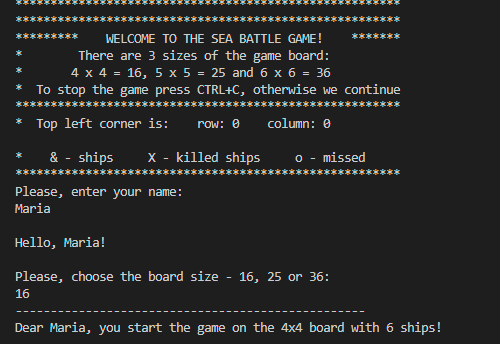 *******************************************************
*******************************************************
*********    WELCOME TO THE SEA BATTLE GAME!    *******
*        There are 3 sizes of the game board:
*       4 x 4 = 16, 5 x 5 = 25 and 6 x 6 = 36
*  To stop the game press CTRL+C, otherwise we continue
*******************************************************
*  Top left corner is:    row: 0    column: 0
*    & - ships     X - killed ships     o - missed
*******************************************************
Please, enter your name:
Maria
Hello, Maria!
Please, choose the board size - 16, 25 or 36:
16
--------------------------------------------------
Dear Maria, you start the game on the 4x4 board with 6 ships!